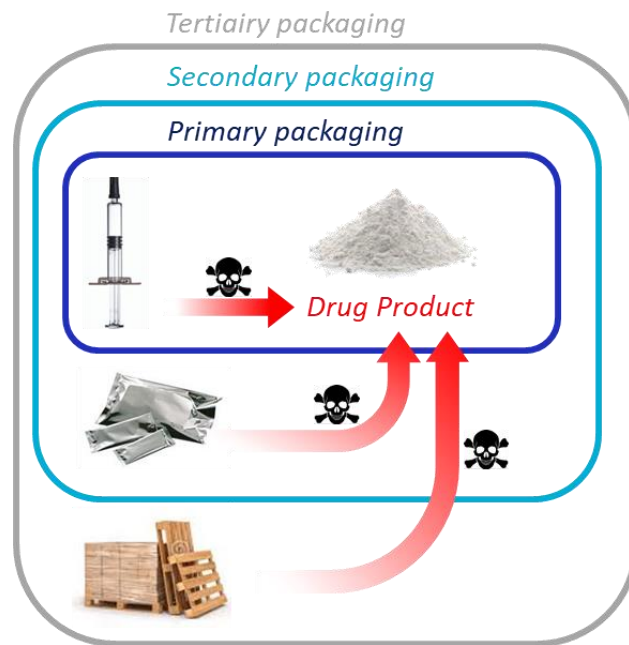 Tertiairy packaging
Secondary packaging
Primary packaging
Drug Product